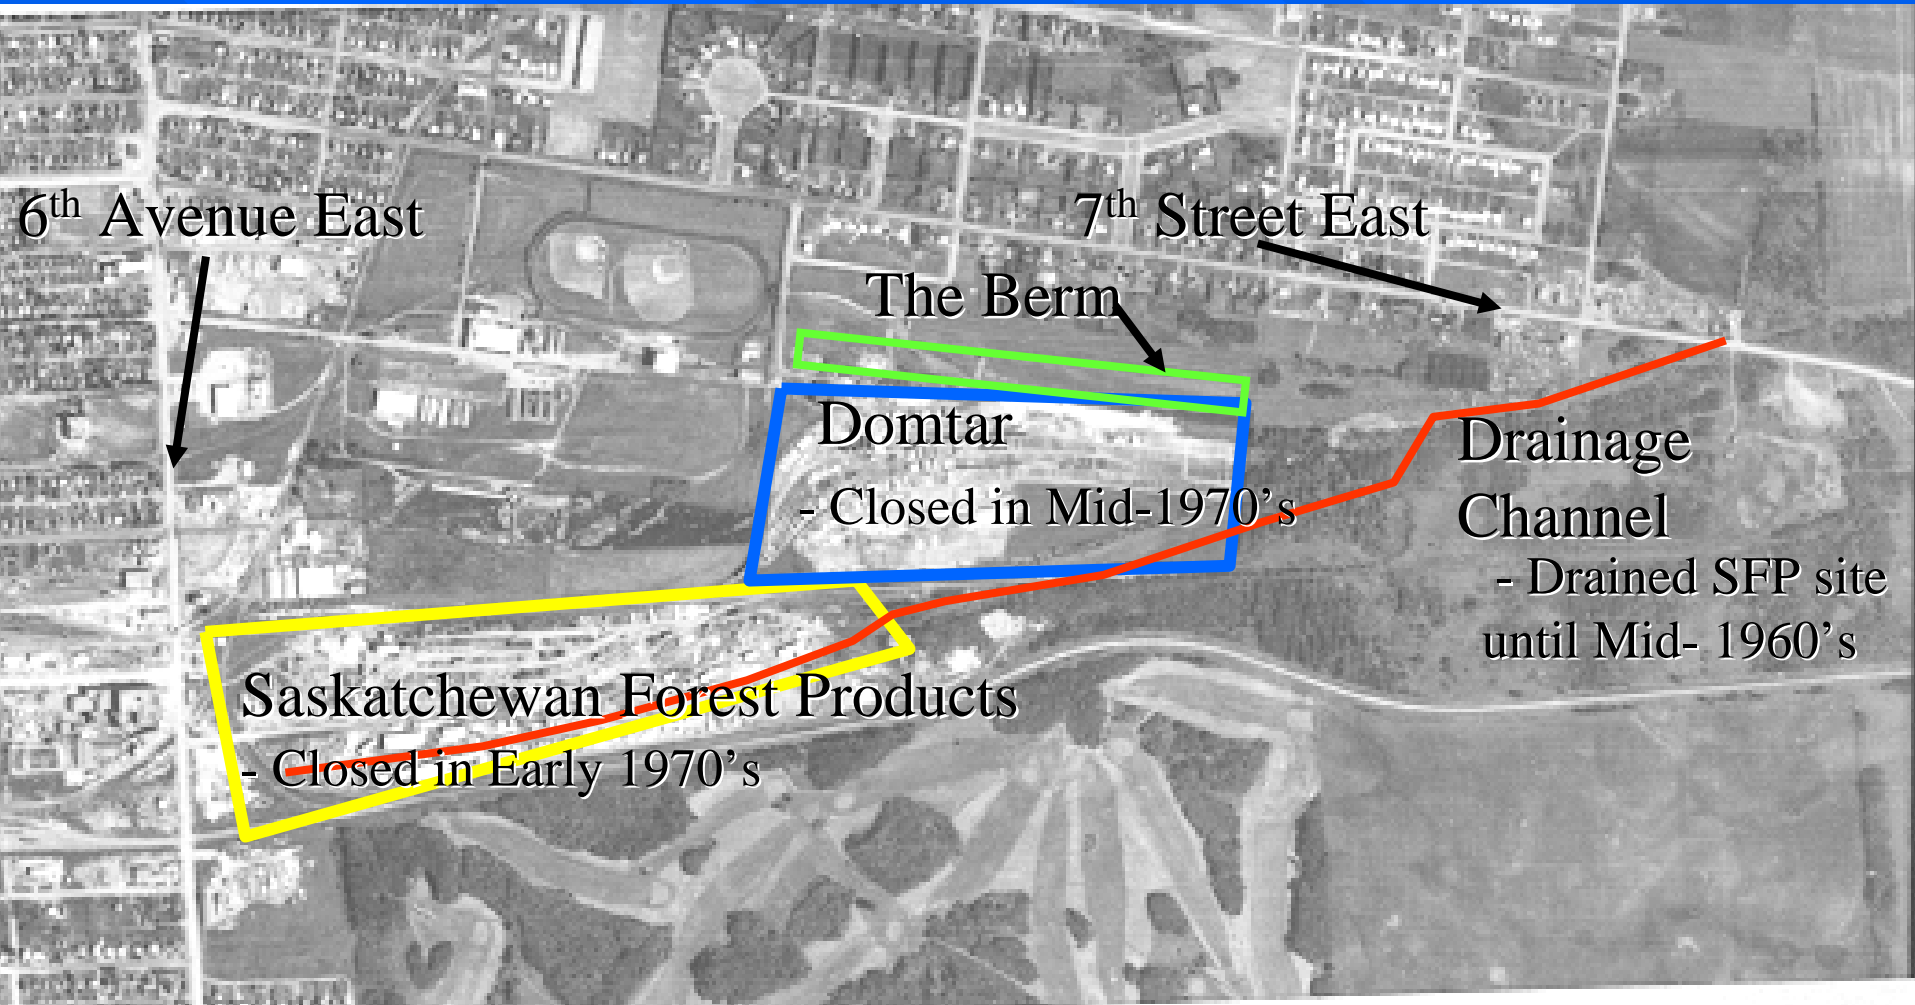 6th Avenue East
7th Street East
The Berm
Domtar
- Closed in Mid-1970's
Drainage
Channel
- Drained SFP site
until Mid- 1960's
Saskatchewan Forest Products
- Closed in Early 1970's